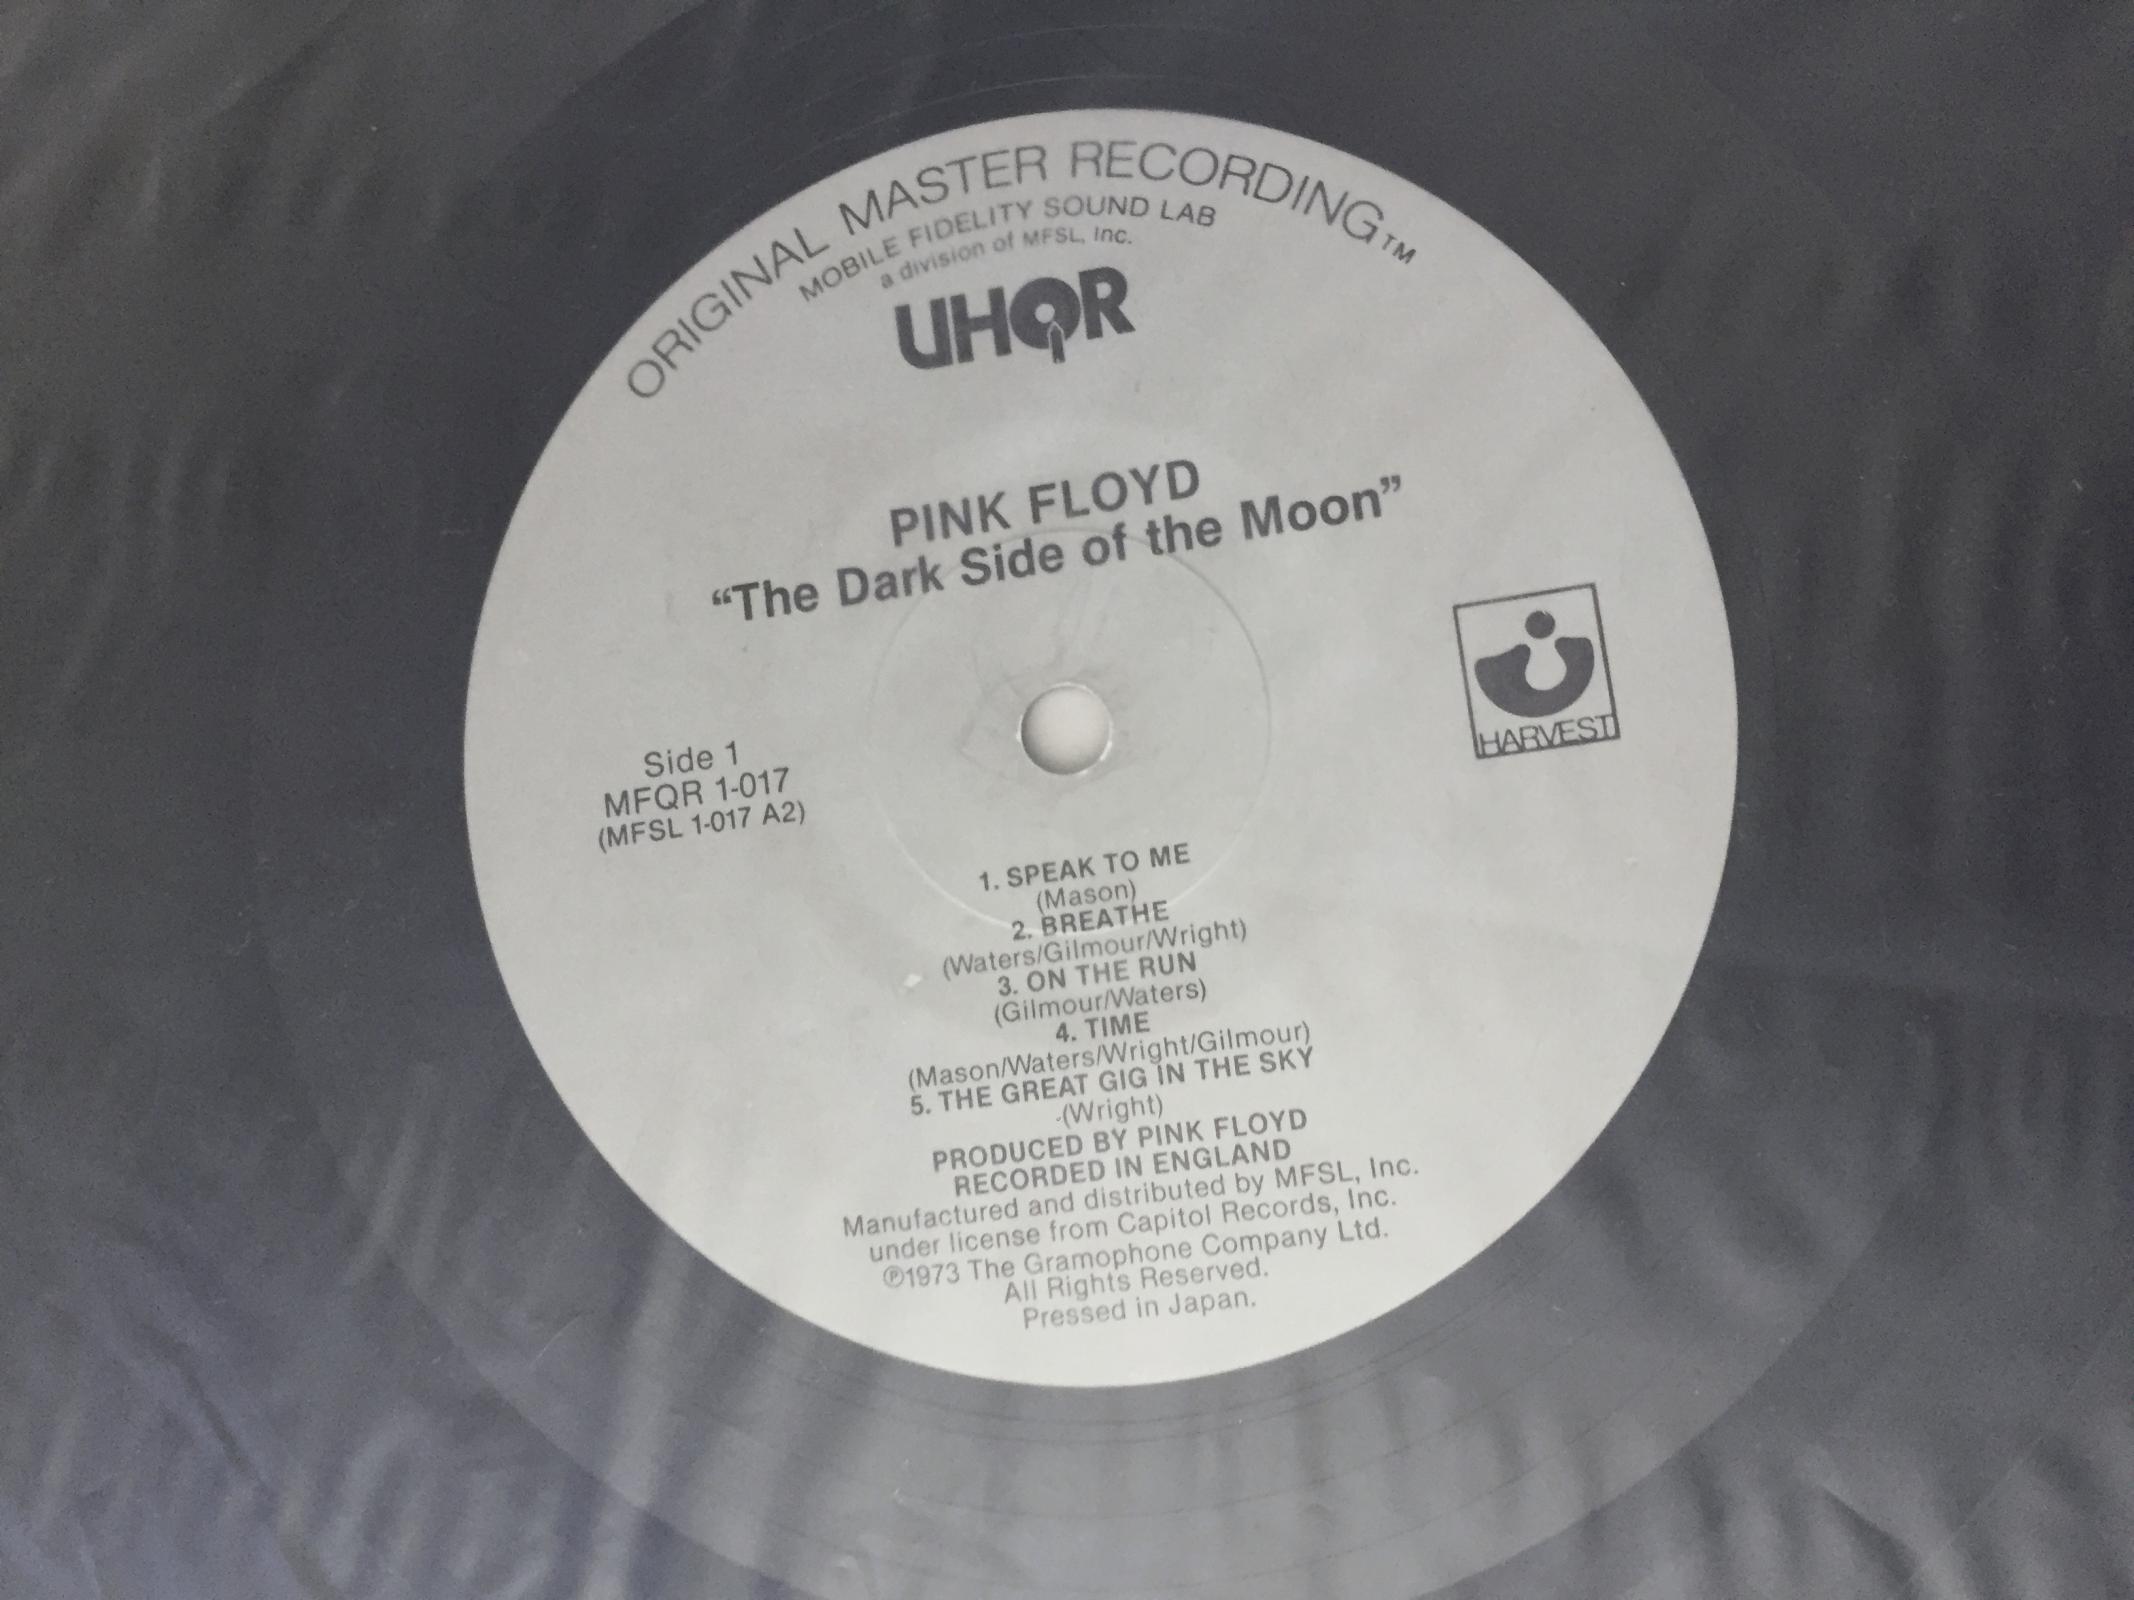 ORIGINAL MASTER RECORDING™
MOBILE FIDELITY SOUND LAB
a division of MFSL, Inc.
UHQR
PINK FLOYD
“The Dark Side of the Moon”
HARVEST
Side 1
MFQR 1-017
(MFSL 1-017 A2)
1. SPEAK TO ME
(Mason)
2. BREATHE
(Waters/Gilmour/Wright)
3. ON THE RUN
(Gilmour/Waters)
4. TIME
(Mason/Waters/Wright/Gilmour)
5. THE GREAT GIG IN THE SKY
(Wright)
PRODUCED BY PINK FLOYD
RECORDED IN ENGLAND
Manufactured and distributed by MFSL, Inc.
under license from Capitol Records, Inc.
℗1973 The Gramophone Company Ltd.
All Rights Reserved.
Pressed in Japan.